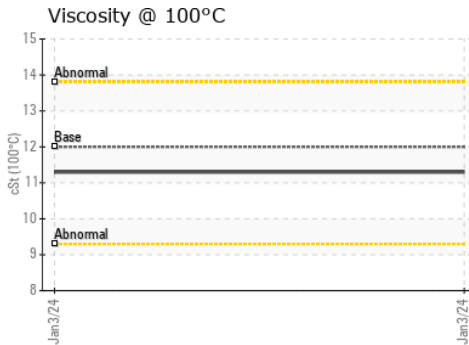 Viscosity @ 100°C
15
14
13
12
11
10
9
8
cSt (100°C)
Abnormal
Base
Abnormal
Jan3/24
Jan3/24